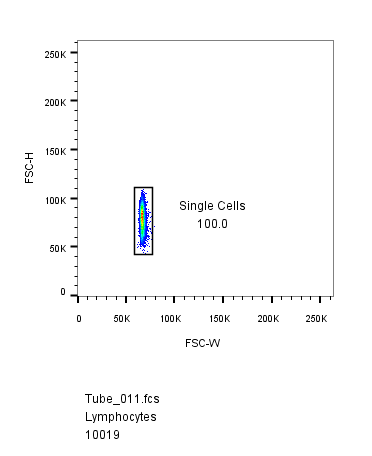 250K
200K
150K
100K
50K
0
FSC-H
Single Cells
100.0
0 50K 100K 150K 200K 250K
FSC-W
Tube_011.fcs
Lymphocytes
10019